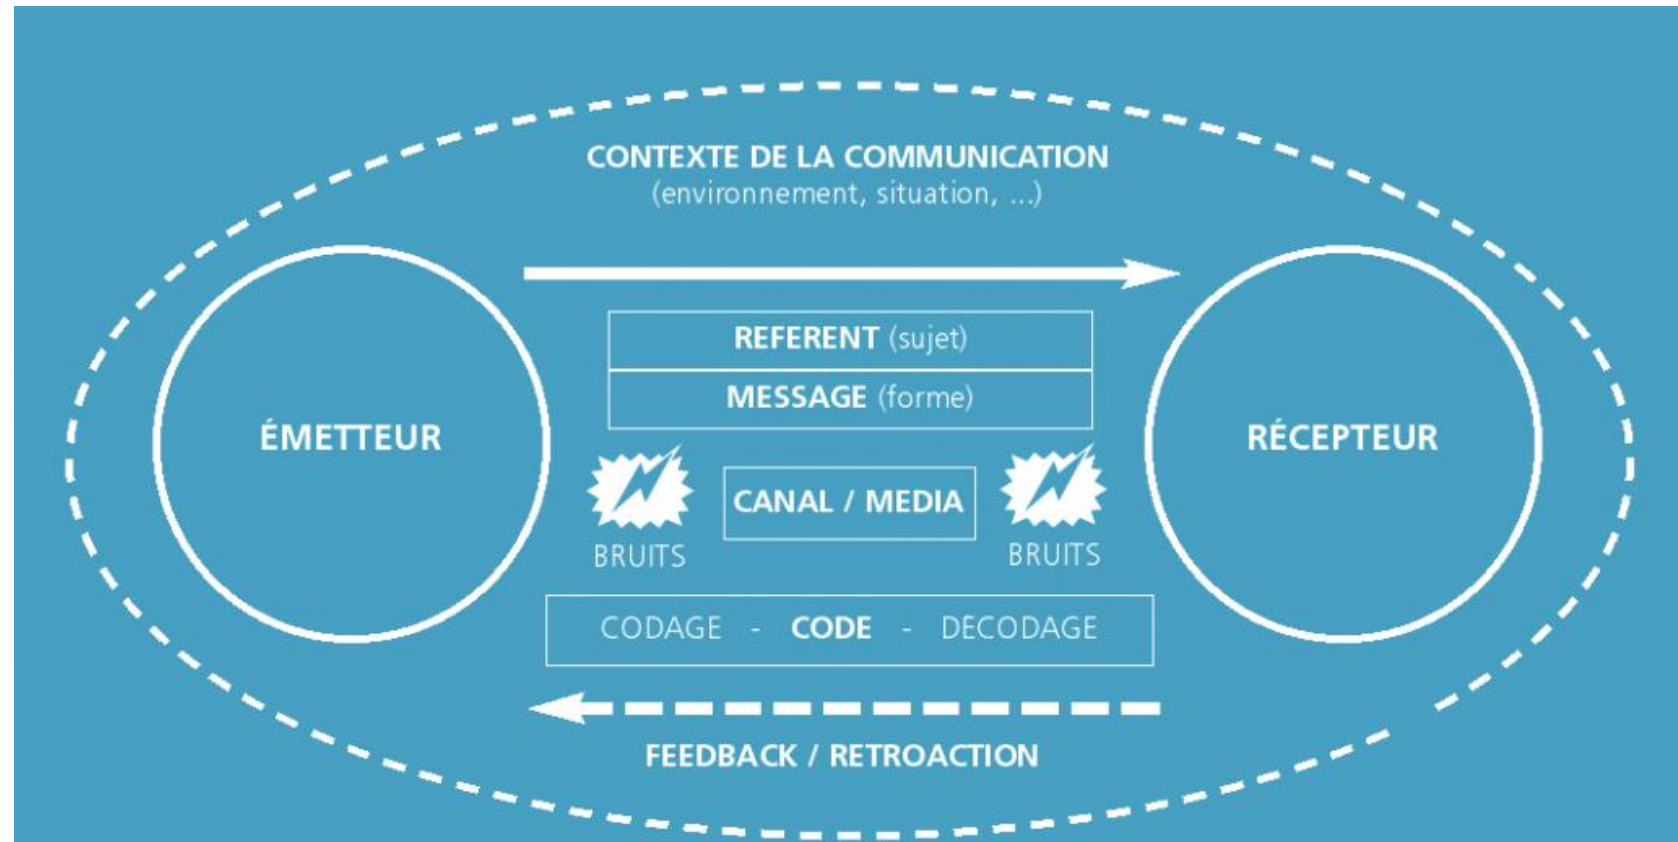 CONTEXTE DE LA COMMUNICATION
(environnement, situation, ...)
REFERENT (sujet)
MESSAGE (forme)
ÉMETTEUR
RÉCEPTEUR
CANAL / MEDIA
BRUITS
BRUITS
CODAGE - CODE - DECODAGE
FEEDBACK / RETROACTION